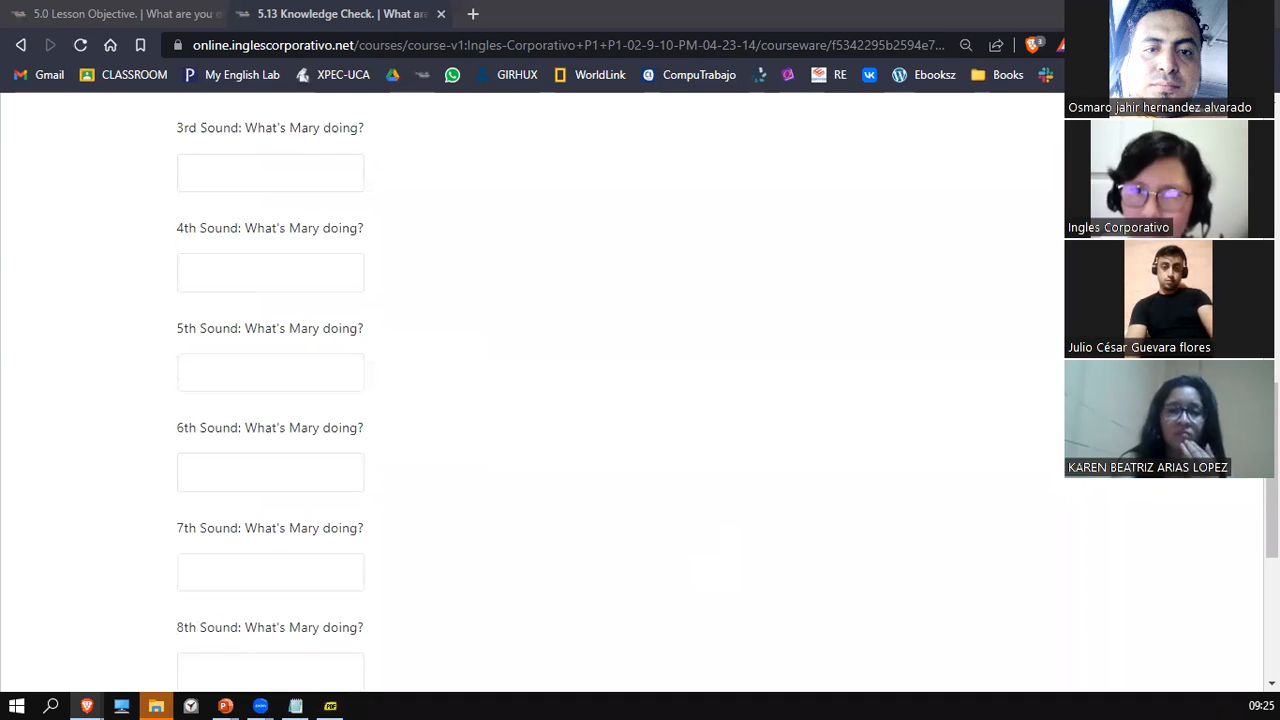 5.0 Lesson Objective. | What are you d
5.13 Knowledge Check. | What are
online.inglescorporativo.net/courses/course-v1:Ingles-Corporativo+P1+P1-02-9-10-PM-04-23-14/courseware/f5342295b2594e7...
3
Gmail CLASSROOM My English Lab XPEC-UCA GIRHUX WorldLink CompuTrabajo RE VK Ebooksz Books
3rd Sound: What's Mary doing?
4th Sound: What's Mary doing?
5th Sound: What's Mary doing?
6th Sound: What's Mary doing?
7th Sound: What's Mary doing?
8th Sound: What's Mary doing?
Osmaro jahir hernandez alvarado
Ingles Corporativo
Julio César Guevara flores
KAREN BEATRIZ ARIAS LOPEZ
09:25